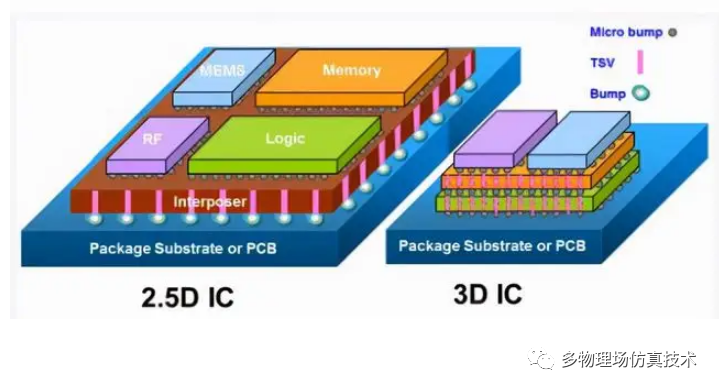 Micro bump
TSV
Bump
MEMS
Memory
RF
Logic
Interposer
Package Substrate or PCB
2.5D IC
Package Substrate or PCB
3D IC
多物理场仿真技术